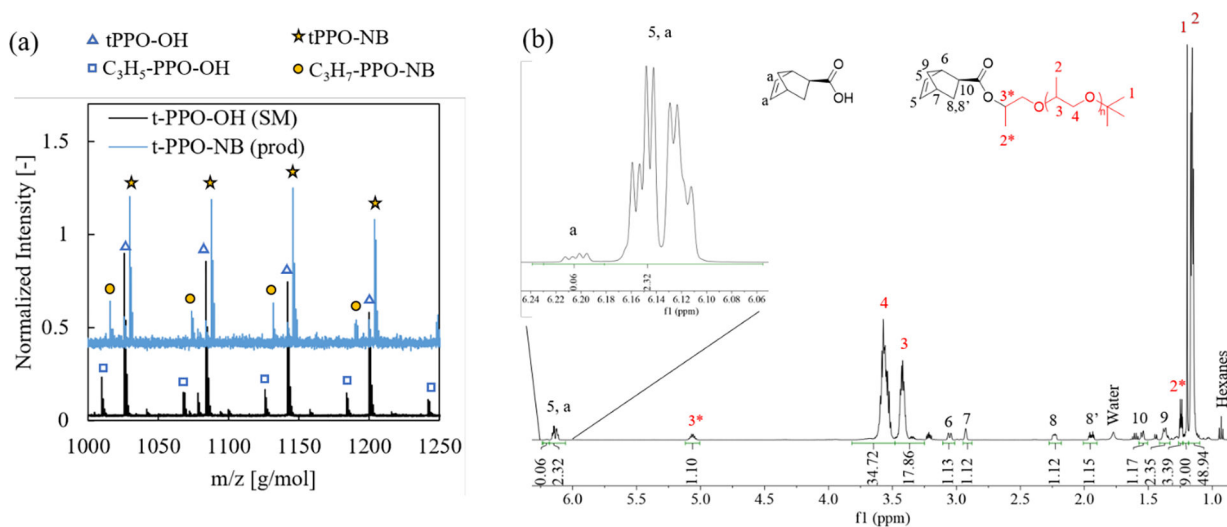 (a)
tPPO-OH
tPPO-NB
C₃H₅-PPO-OH
C₃H₇-PPO-NB
t-PPO-OH (SM)
t-PPO-NB (prod)
Normalized Intensity [-]
1.5
1
0.5
0
1000 1050 1100 1150 1200 1250
m/z [g/mol]
(b)
5, a
a
0.06
2.32
6.24 6.22 6.20 6.18 6.16 6.14 6.12 6.10 6.08 6.06
f1 (ppm)
a
a
O
OH
9
6
5
5
7
10
8,8’
O
O
3*
2*
O
2
3
4
O
n
1
1 2
5, a
3*
4
3
6
7
8
8’
Water
10
9
2*
Hexanes
0.06
2.32
1.10
34.72
17.86
1.13
1.12
1.12
1.15
1.17
2.35
3.39
9.00
48.94
6.0 5.5 5.0 4.5 4.0 3.5 3.0 2.5 2.0 1.5 1.0
f1 (ppm)